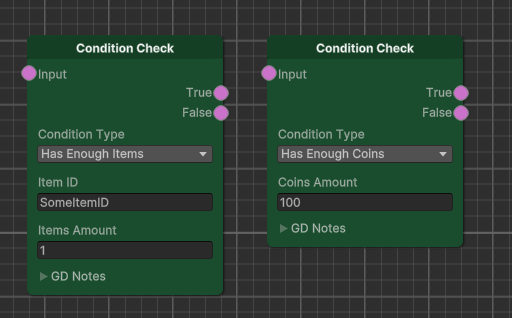 Condition Check
Input
True
False
Condition Type
Has Enough Items
Item ID
SomeItemID
Items Amount
1
GD Notes
Condition Check
Input
True
False
Condition Type
Has Enough Coins
Coins Amount
100
GD Notes